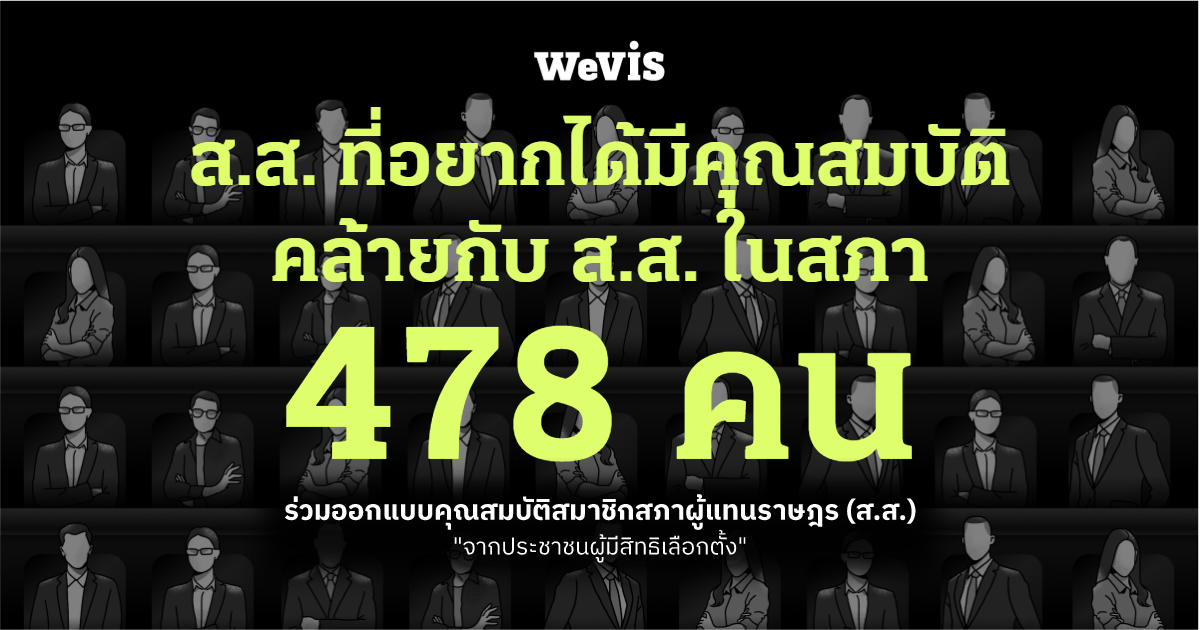 WeVIS
ส.ส. ที่อยากได้มีคุณสมบัติ
คล้ายกับ ส.ส. ในสภา
478 คน
ร่วมออกแบบคุณสมบัติสมาชิกสภาผู้แทนราษฎร (ส.ส.)
"จากประชาชนผู้มีสิทธิเลือกตั้ง"